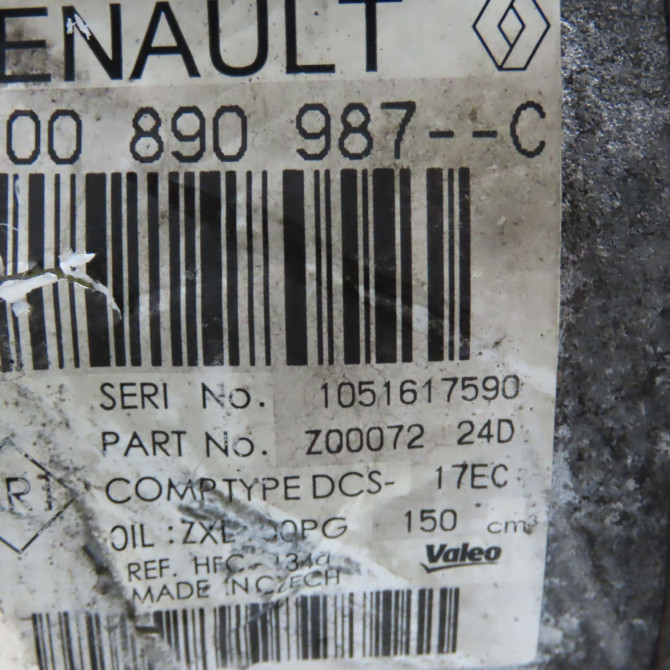 ENAULT
00 890 987--C
SERI No. 1051617590
PART No. Z00072 24D
COMPTYPE DCS- 17EC
R1
OIL : 150 cm³
Valeo
REF. HFC-134a
MADE IN CZECH